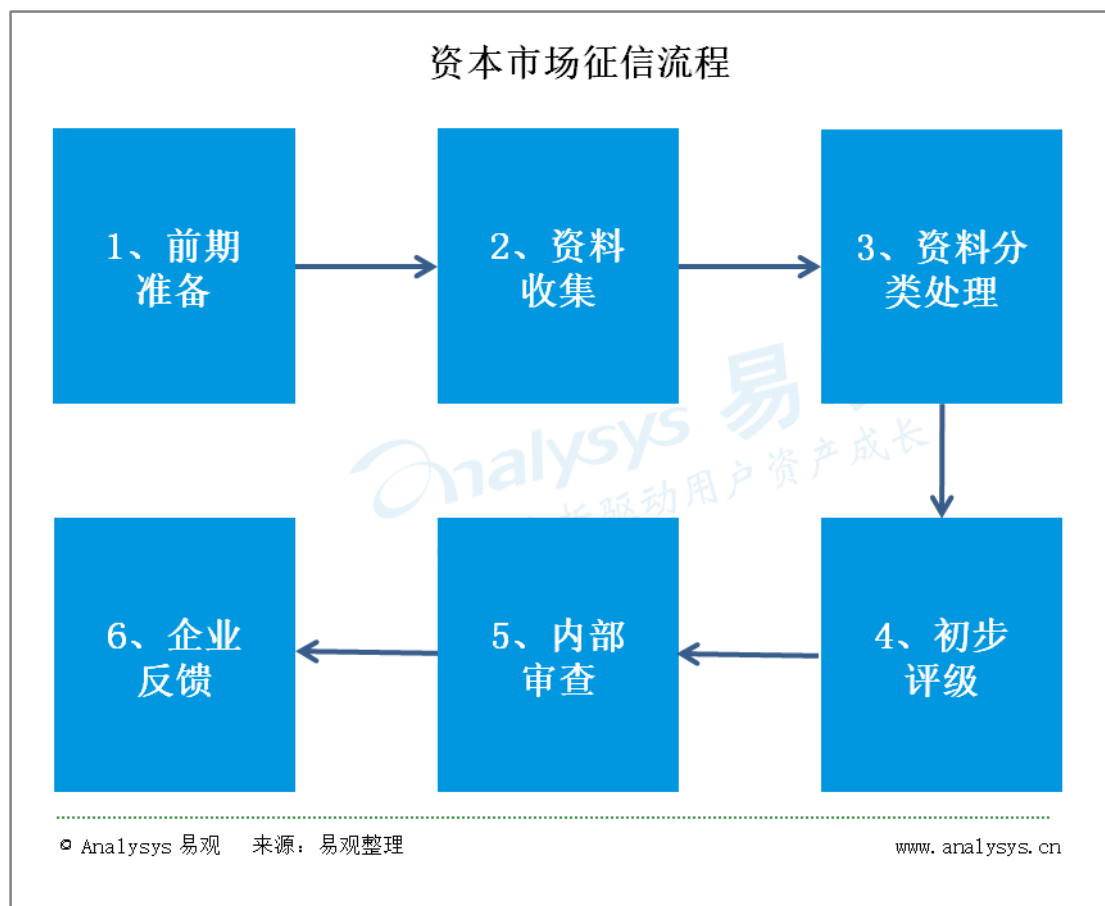 资本市场征信流程
1、前期
准备
2、资料
收集
3、资料分
类处理
4、初步
评级
5、内部
审查
6、企业
反馈
analysys 易
驱动用户资产成长
© Analysys 易观 来源：易观整理
www.analysys.cn